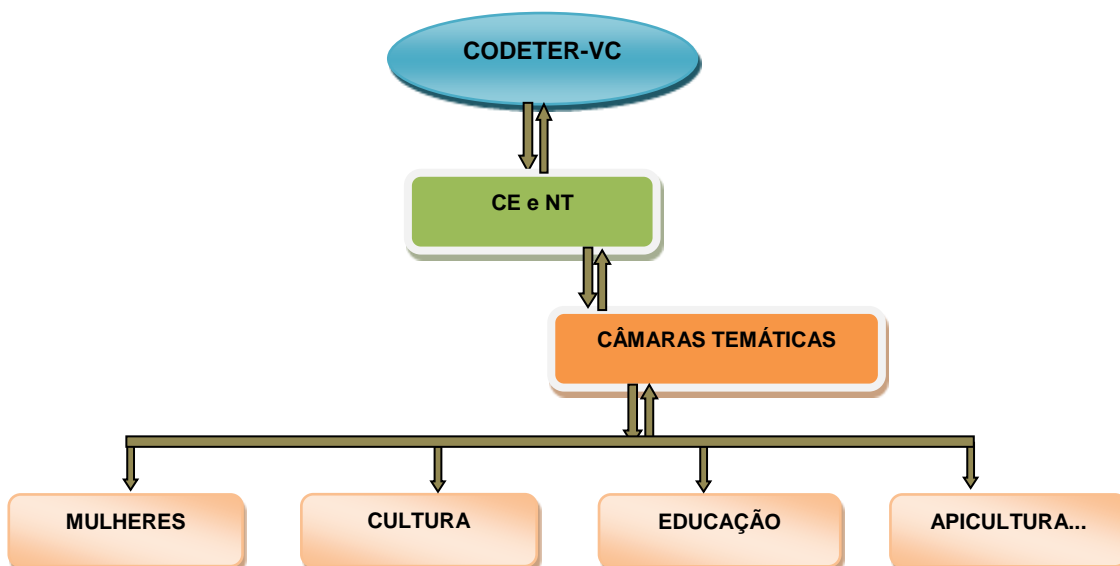 CODETER-VC
CE e NT
CÂMARAS TEMÁTICAS
MULHERES
CULTURA
EDUCAÇÃO
APICULTURA...